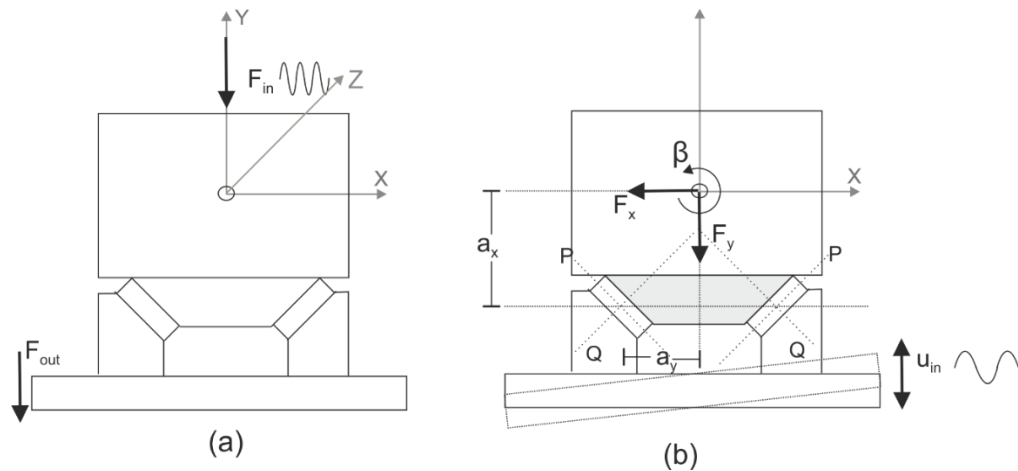 Y
F_in
Z
X
F_out
(a)
β
X
F_x
F_y
a_x
P
P
Q
a_y
Q
u_in
(b)